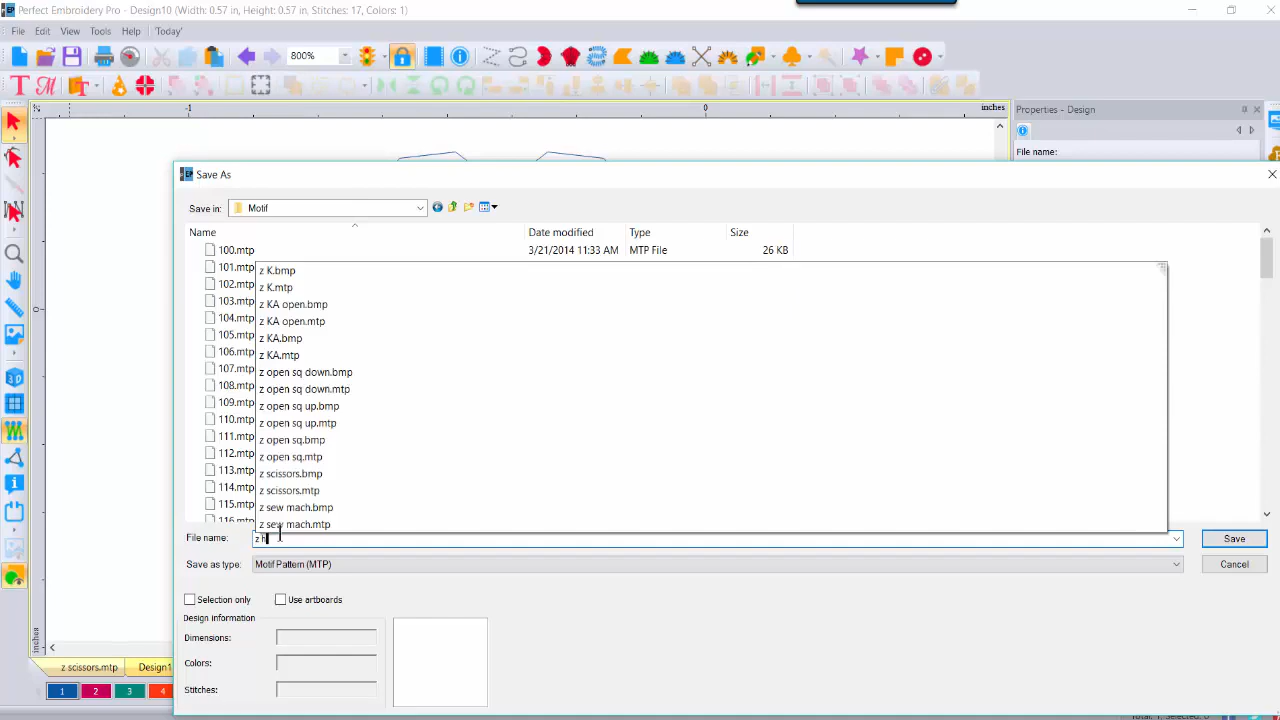 Perfect Embroidery Pro - Design10 (Width: 0.57 in, Height: 0.57 in, Stitches: 17, Colors: 1)
File Edit View Tools Help 'Today'
800%
-1 0 inches
Properties - Design
File name:
Save As
Save in: Motif
Name Date modified Type Size
100.mtp 3/21/2014 11:33 AM MTP File 26 KB
101.mtp
102.mtp
103.mtp
104.mtp
105.mtp
106.mtp
107.mtp
108.mtp
109.mtp
110.mtp
111.mtp
112.mtp
113.mtp
114.mtp
115.mtp
116.mtp
z K.bmp
z K.mtp
z KA open.bmp
z KA open.mtp
z KA.bmp
z KA.mtp
z open sq down.bmp
z open sq down.mtp
z open sq up.bmp
z open sq up.mtp
z open sq.bmp
z open sq.mtp
z scissors.bmp
z scissors.mtp
z sew mach.bmp
z sew mach.mtp
File name: z h Save
Save as type: Motif Pattern (MTP) Cancel
Selection only Use artboards
Design information
Dimensions:
Colors:
Stitches:
0
inches
z scissors.mtp Design1
1 2 3 4